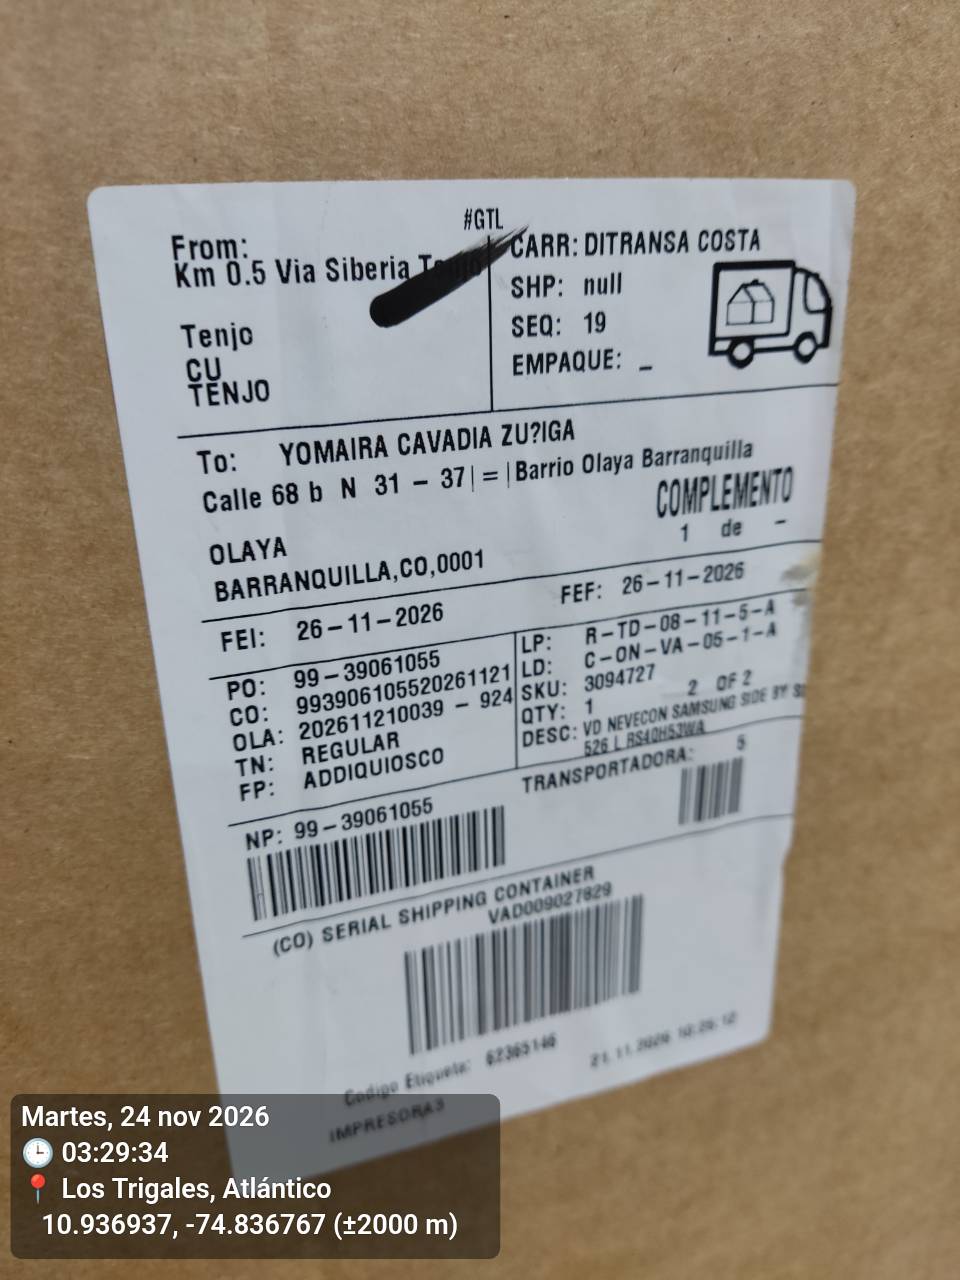 #GTL
From:
Km 0.5 Via Siberia
Tenjo
CU
TENJO
CARR: DITRANSA COSTA
SHP: null
SEQ: 19
EMPAQUE: _
To: YOMAIRA CAVADIA ZU?IGA
Calle 68 b N 31 - 37|=|Barrio Olaya Barranquilla
COMPLEMENTO
1 de -
OLAYA
BARRANQUILLA,CO,0001
FEI: 26-11-2026
FEF: 26-11-2026
PO: 99-39061055
CO: 993906105520261121
OLA: 202611210039 - 924
TN: REGULAR
FP: ADDIQUIOSCO
LP: R-TD-08-11-5-A
LD: C-ON-VA-05-1-A
SKU: 3094727
QTY: 1 2 OF 2
DESC: VD NEVECON SAMSUNG SIDE BY
526 L RS40H53WA
NP: 99-39061055
TRANSPORTADORA: 5
(CO) SERIAL SHIPPING CONTAINER
VAD009027829
Codigo Etiqueta: 62365146
21.11.2026
IMPRESORA3
Martes, 24 nov 2026
03:29:34
Los Trigales, Atlántico
10.936937, -74.836767 (±2000 m)